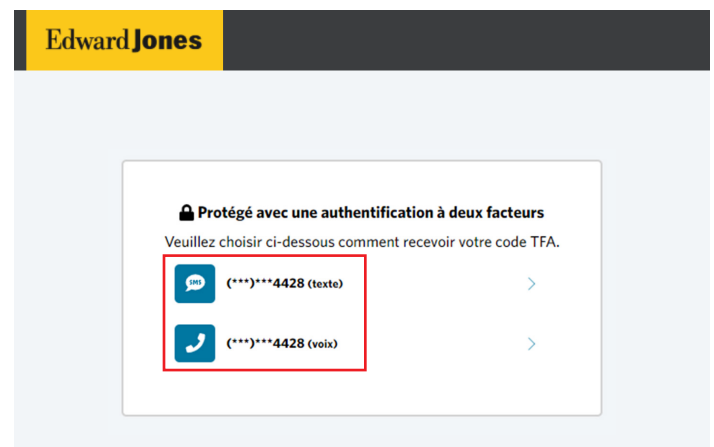 Edward Jones
Protégé avec une authentification à deux facteurs
Veuillez choisir ci-dessous comment recevoir votre code TFA.
SMS (***)***4428 (texte)
(***)***4428 (voix)